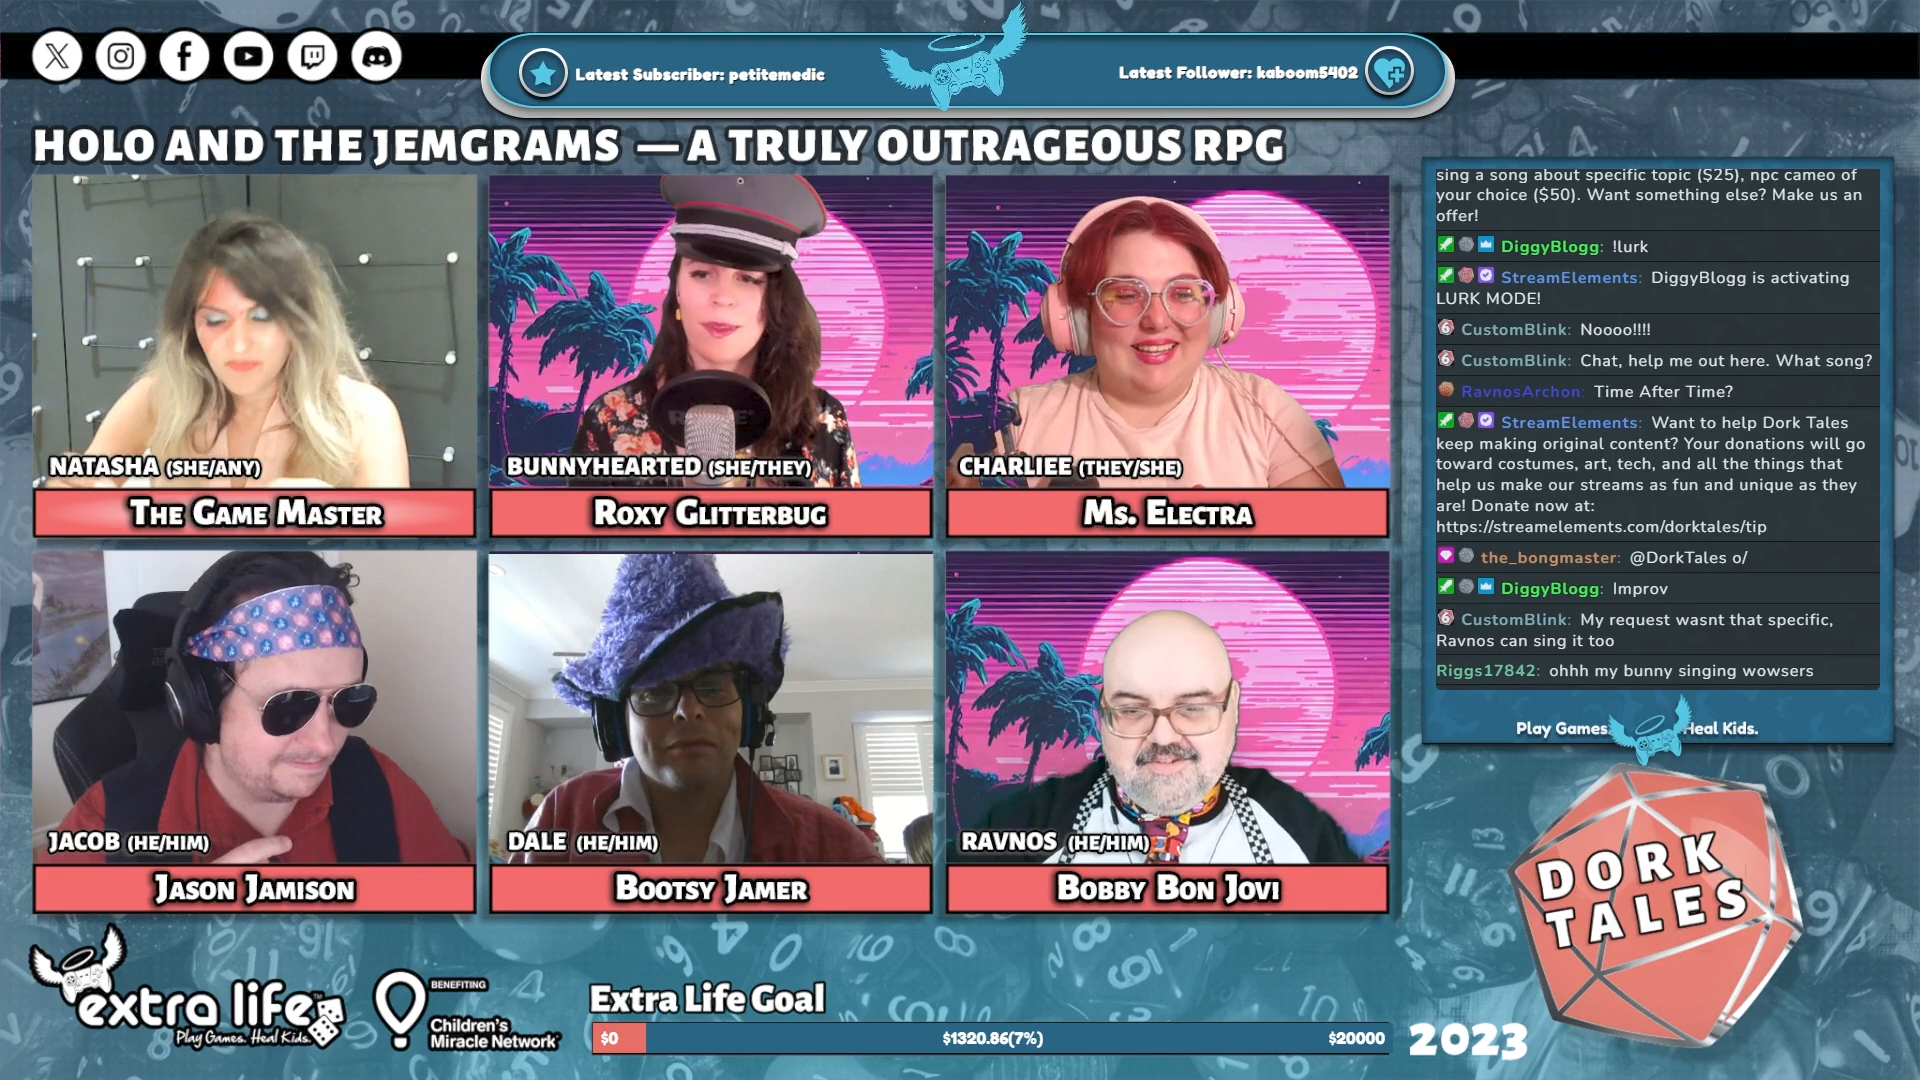 Latest Subscriber: petitemedic
Latest Follower: kaboom5402
HOLO AND THE JEMGRAMS — A TRULY OUTRAGEOUS RPG
NATASHA (SHE/ANY)
THE GAME MASTER
BUNNYHEARTED (SHE/THEY)
ROXY GLITTERBUG
CHARLIEE (THEY/SHE)
MS. ELECTRA
JACOB (HE/HIM)
JASON JAMISON
DALE (HE/HIM)
BOOTSY JAMER
RAVNOS (HE/HIM)
BOBBY BON JOVI
sing a song about specific topic ($25), npc cameo of
your choice ($50). Want something else? Make us an
offer!
DiggyBlogg: !lurk
StreamElements: DiggyBlogg is activating
LURK MODE!
CustomBlink: Noooo!!!!
CustomBlink: Chat, help me out here. What song?
RavnosArchon: Time After Time?
StreamElements: Want to help Dork Tales
keep making original content? Your donations will go
toward costumes, art, tech, and all the things that
help us make our streams as fun and unique as they
are! Donate now at:
https://streamelements.com/dorktales/tip
the_bongmaster: @DorkTales o/
DiggyBlogg: Improv
CustomBlink: My request wasnt that specific,
Ravnos can sing it too
Riggs17842: ohhh my bunny singing wowsers
Play Games. Heal Kids.
DORK
TALES
extra life
Play Games. Heal Kids.
BENEFITING
Children's
Miracle Network
Extra Life Goal
$0 $1320.86(7%) $20000
2023